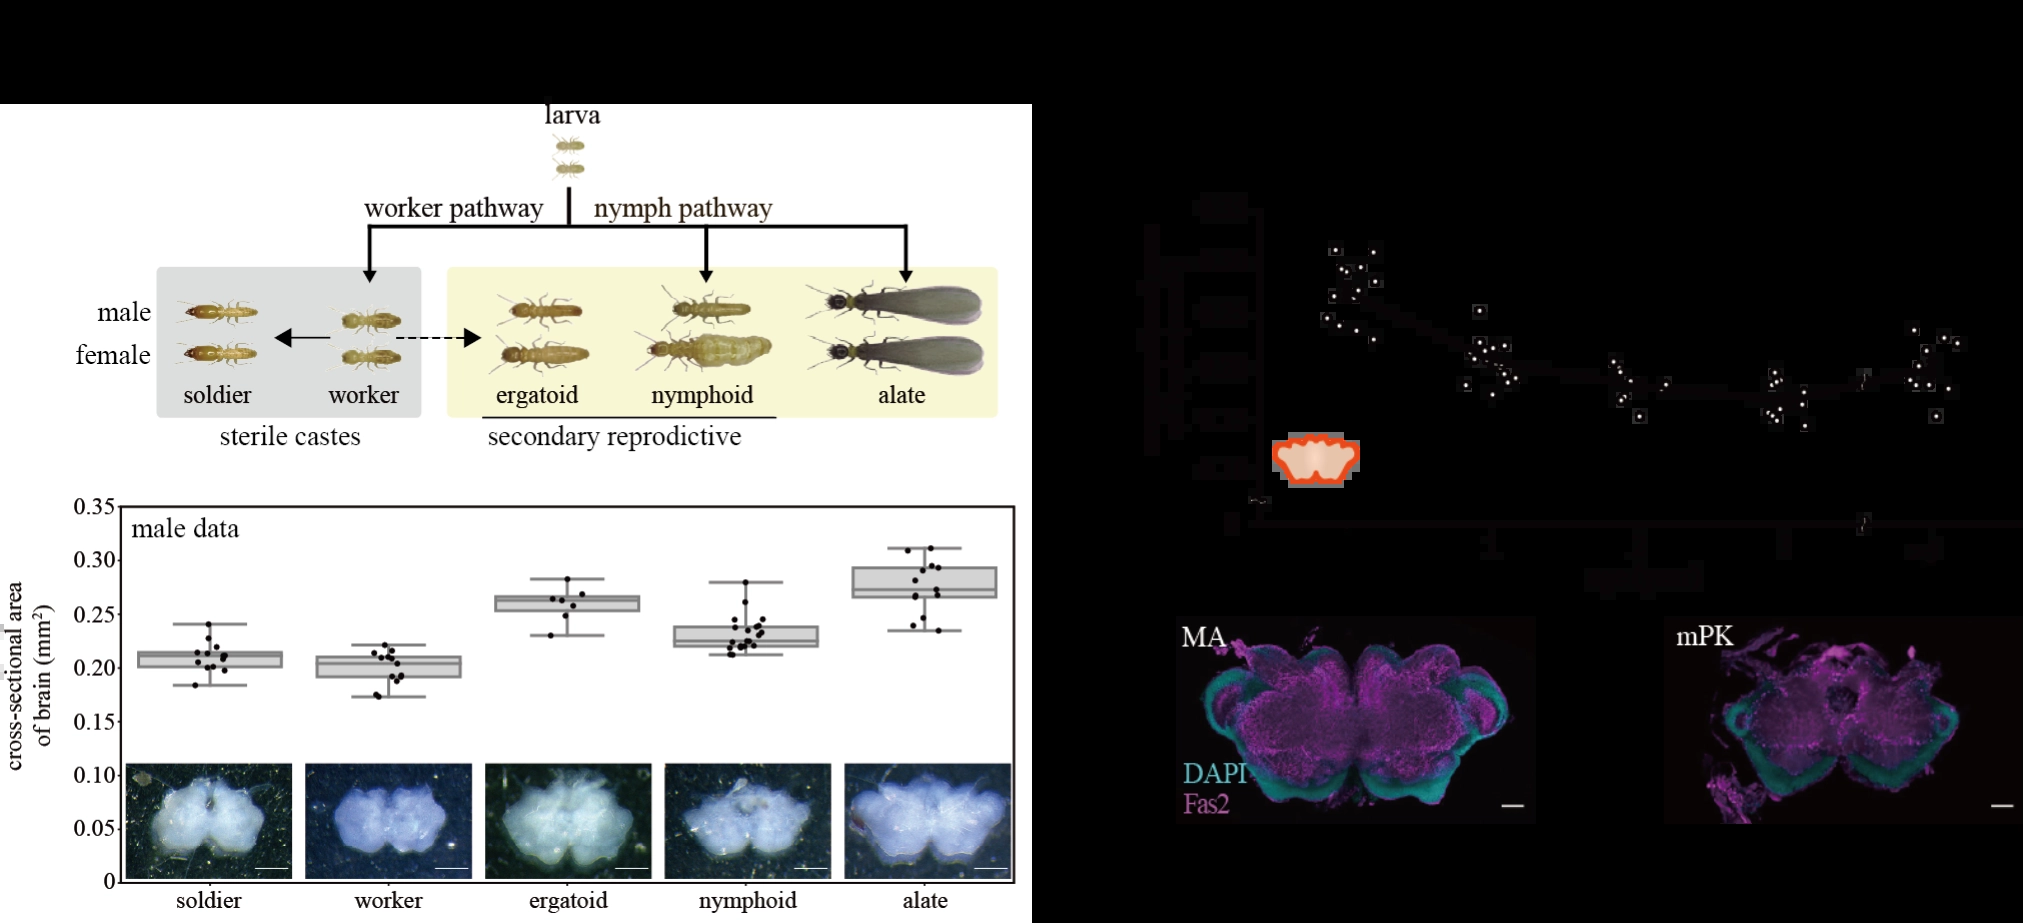 larva
worker pathway
nymph pathway
male
female
soldier
worker
ergatoid
nymphoid
alate
sterile castes
secondary reprodictive
0.35
0.30
0.25
0.20
0.15
0.10
0.05
0
cross-sectional area
of brain (mm²)
male data
soldier
worker
ergatoid
nymphoid
alate
MA
DAPI
Fas2
mPK